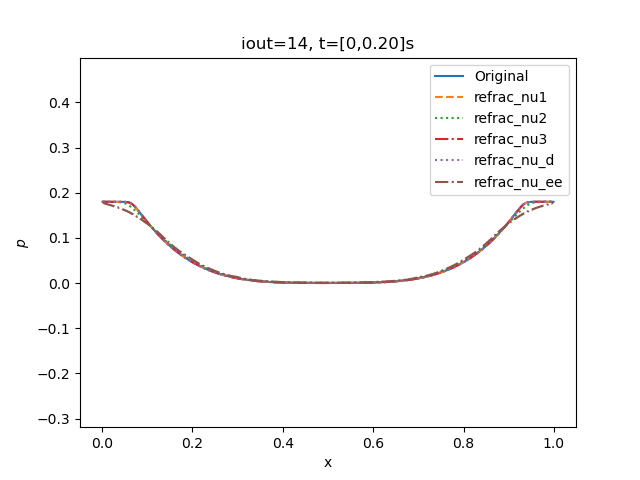 iout=14, t=[0,0.20]s
Original
refrac_nu1
refrac_nu2
refrac_nu3
refrac_nu_d
refrac_nu_ee
0.4
0.3
0.2
0.1
0.0
−0.1
−0.2
−0.3
p
0.0 0.2 0.4 0.6 0.8 1.0
x